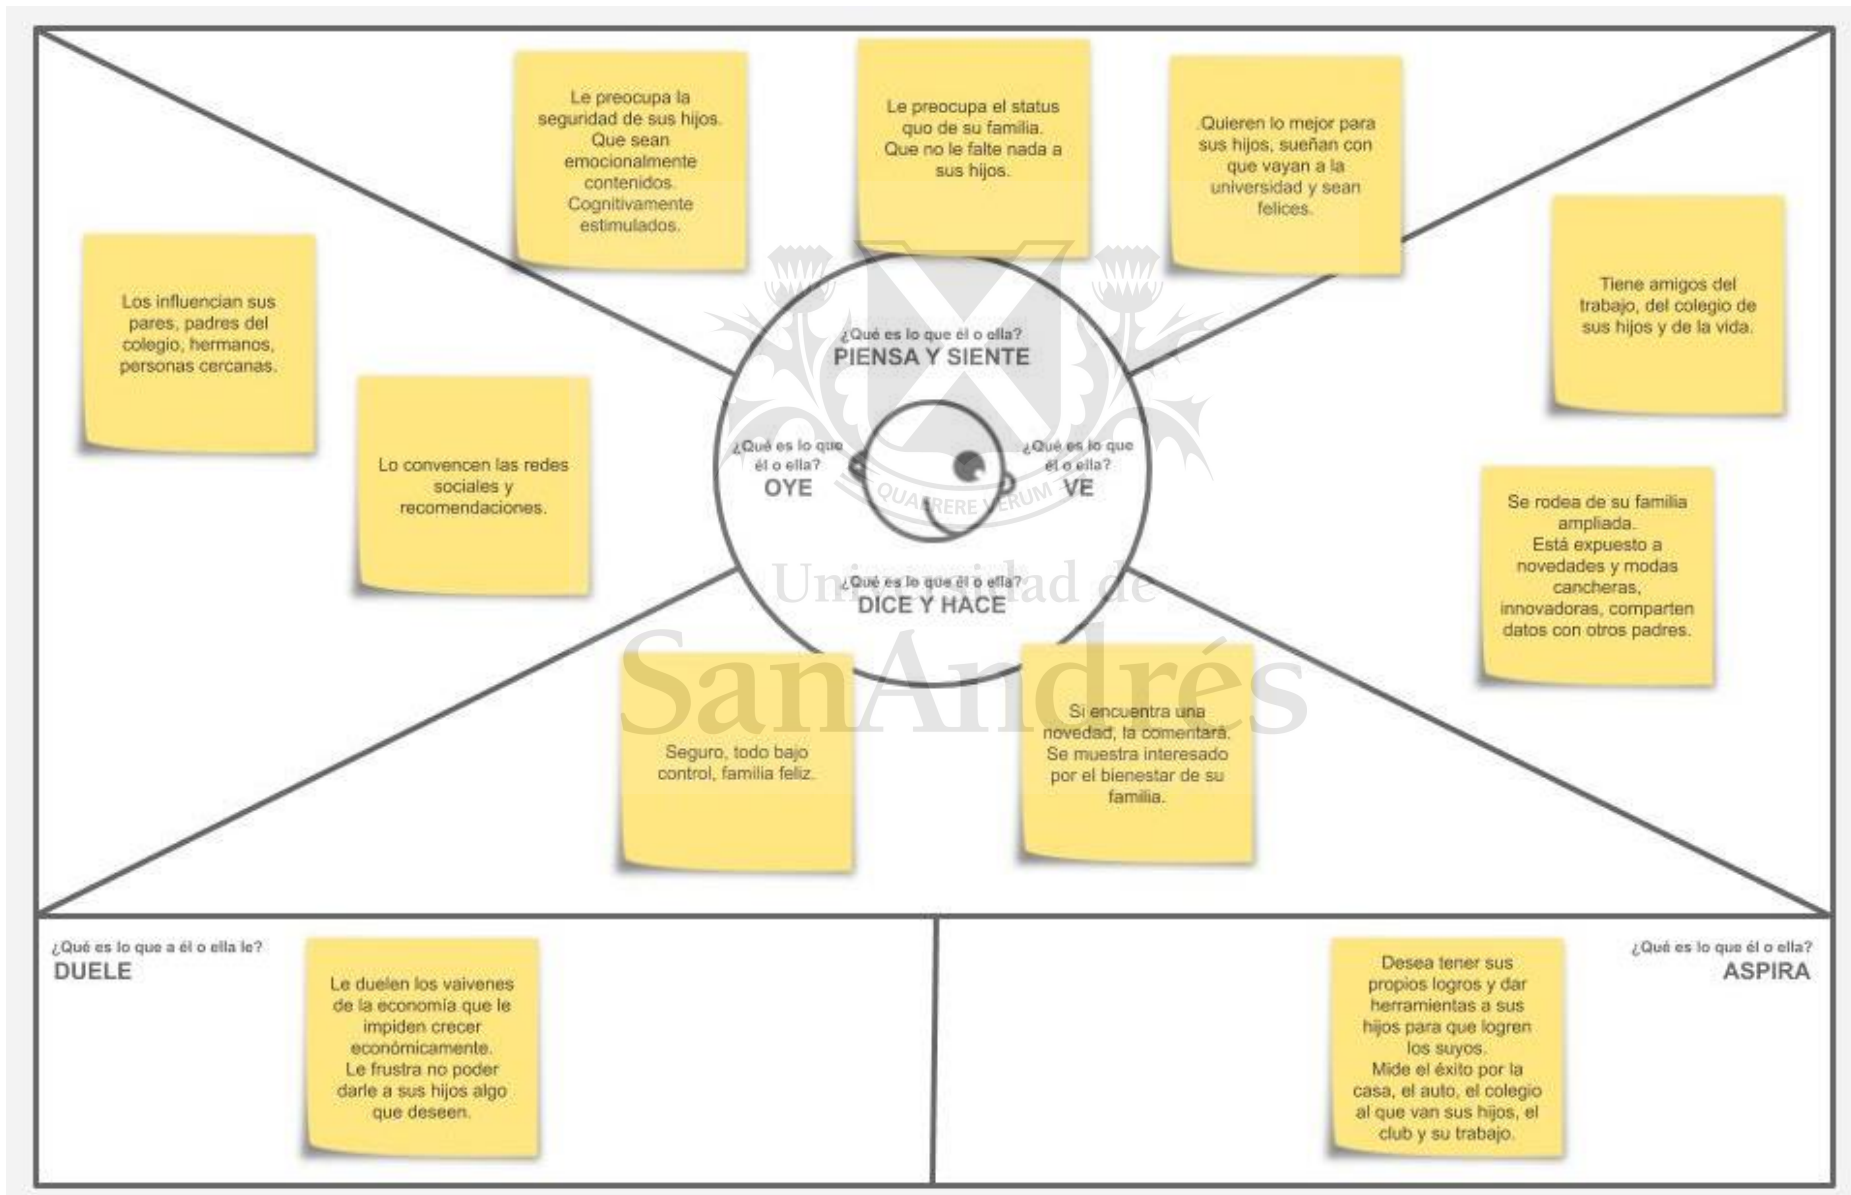 Le preocupa la
seguridad de sus hijos.
Que sean
emocionalmente
contenidos.
Cognitivamente
estimulados.
Le preocupa el status
quo de su familia.
Que no le falte nada a
sus hijos.
.Quieren lo mejor para
sus hijos, sueñan con
que vayan a la
universidad y sean
felices.
Los influencian sus
pares, padres del
colegio, hermanos,
personas cercanas.
Lo convencen las redes
sociales y
recomendaciones.
¿Qué es lo que él o ella?
PIENSA Y SIENTE
¿Qué es lo que
él o ella?
OYE
¿Qué es lo que
él o ella?
VE
QUAERERE VERUM
¿Qué es lo que él o ella?
DICE Y HACE
Universidad de
SanAndrés
Tiene amigos del
trabajo, del colegio de
sus hijos y de la vida.
Se rodea de su familia
ampliada.
Está expuesto a
novedades y modas
cancheras,
innovadoras, comparten
datos con otros padres.
Seguro, todo bajo
control, familia feliz.
Si encuentra una
novedad, la comentará.
Se muestra interesado
por el bienestar de su
familia.
¿Qué es lo que a él o ella le?
DUELE
Le duelen los vaivenes
de la economía que le
impiden crecer
económicamente.
Le frustra no poder
darle a sus hijos algo
que deseen.
Desea tener sus
propios logros y dar
herramientas a sus
hijos para que logren
los suyos.
Mide el éxito por la
casa, el auto, el colegio
al que van sus hijos, el
club y su trabajo.
¿Qué es lo que él o ella?
ASPIRA